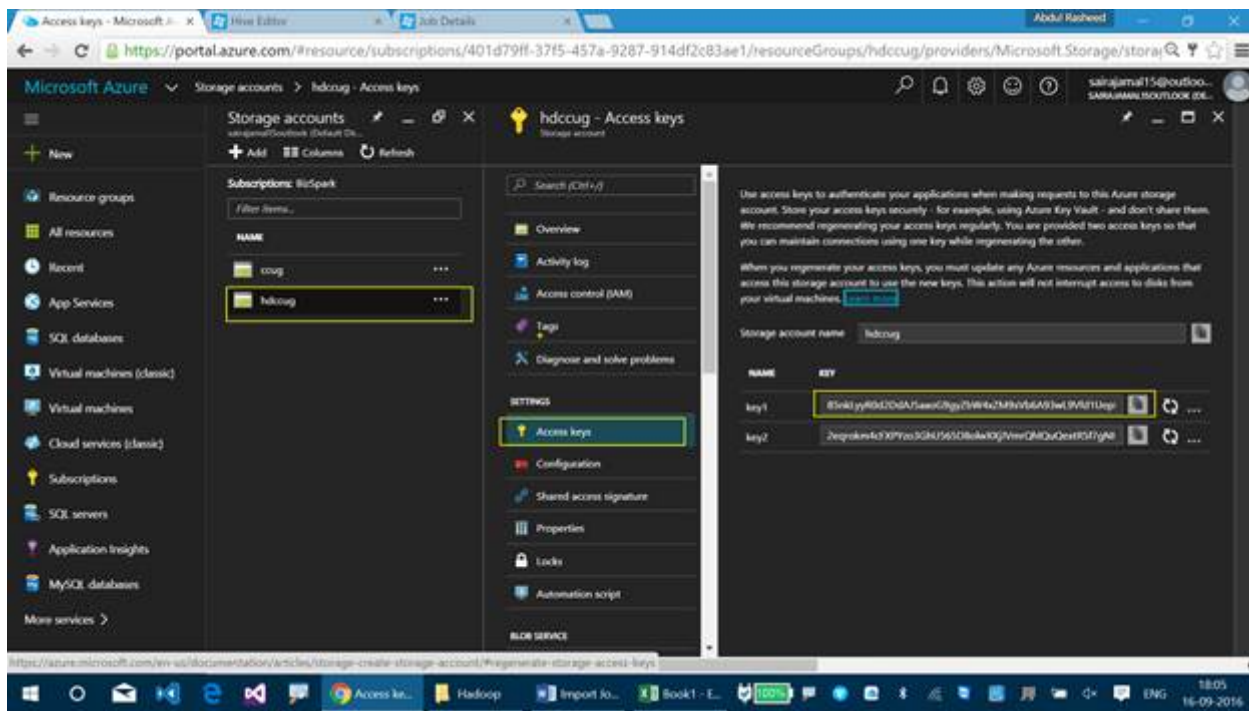 Access keys - Microsoft A
Hive Editor
Job Details
Abdul Rasheed
https://portal.azure.com/#resource/subscriptions/401d79ff-37f5-457a-9287-914df2c83ae1/resourceGroups/hdccug/providers/Microsoft.Storage/stora
Microsoft Azure
Storage accounts > hdccug - Access keys
sairajamal15@outloo...
New
Resource groups
All resources
Recent
App Services
SQL databases
Virtual machines (classic)
Virtual machines
Cloud services (classic)
Subscriptions
SQL servers
Application Insights
MySQL databases
More services >
Storage accounts
Add
Columns
Refresh
Subscriptions: BizSpark
Filter items...
NAME
ccug
hdccug
hdccug - Access keys
Storage account
Search (Ctrl+/)
Overview
Activity log
Access control (IAM)
Tags
Diagnose and solve problems
SETTINGS
Access keys
Configuration
Shared access signature
Properties
Locks
Automation script
BLOB SERVICE
Use access keys to authenticate your applications when making requests to this Azure storage
account. Store your access keys securely - for example, using Azure Key Vault - and don't share them.
We recommend regenerating your access keys regularly. You are provided two access keys so that
you can maintain connections using one key while regenerating the other.
When you regenerate your access keys, you must update any Azure resources and applications that
access this storage account to use the new keys. This action will not interrupt access to disks from
your virtual machines. Learn more
Storage account name
hdccug
NAME
KEY
key1
key2
https://azure.microsoft.com/en-us/documentation/articles/storage-create-storage-account/#regenerate-storage-access-keys
Access ke...
Hadoop
Import Jo...
Book1 - E...
100%
ENG
18:05
16-09-2016